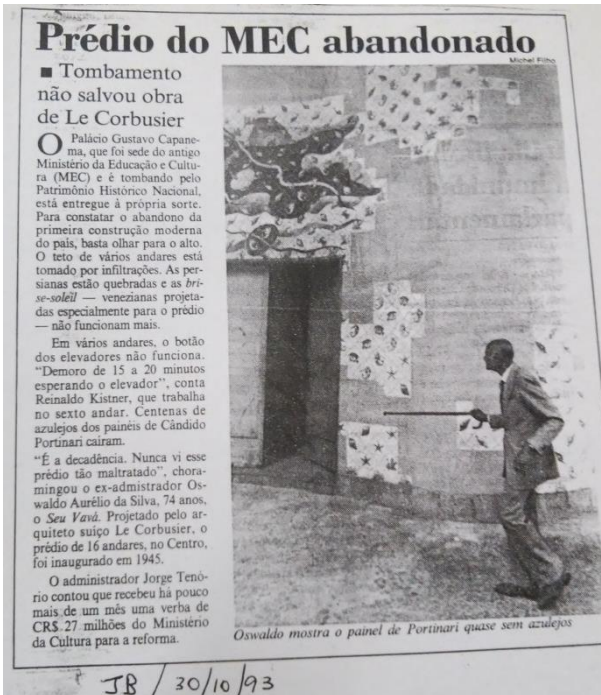 Prédio do MEC abandonado
Michel Filho
■ Tombamento
não salvou obra
de Le Corbusier
O Palácio Gustavo Capane-
ma, que foi sede do antigo
Ministério da Educação e Cultu-
ra (MEC) e é tombando pelo
Patrimônio Histórico Nacional,
está entregue à própria sorte.
Para constatar o abandono da
primeira construção moderna
do país, basta olhar para o alto.
O teto de vários andares está
tomado por infiltrações. As per-
sianas estão quebradas e as bri-
se-soleil — venezianas projeta-
das especialmente para o prédio
— não funcionam mais.
Em vários andares, o botão
dos elevadores não funciona.
“Demoro de 15 a 20 minutos
esperando o elevador”, conta
Reinaldo Kistner, que trabalha
no sexto andar. Centenas de
azulejos dos painéis de Cândido
Portinari caíram.
“É a decadência. Nunca vi esse
prédio tão maltratado”, chora-
mingou o ex-admistrador Os-
waldo Aurélio da Silva, 74 anos,
o Seu Vavá. Projetado pelo ar-
quiteto suiço Le Corbusier, o
prédio de 16 andares, no Centro,
foi inaugurado em 1945.
O administrador Jorge Tenó-
rio contou que recebeu há pouco
mais de um mês uma verba de
CR$ 27 milhões do Ministério
da Cultura para a reforma.
Oswaldo mostra o painel de Portinari quase sem azulejos
JB / 30/10/93